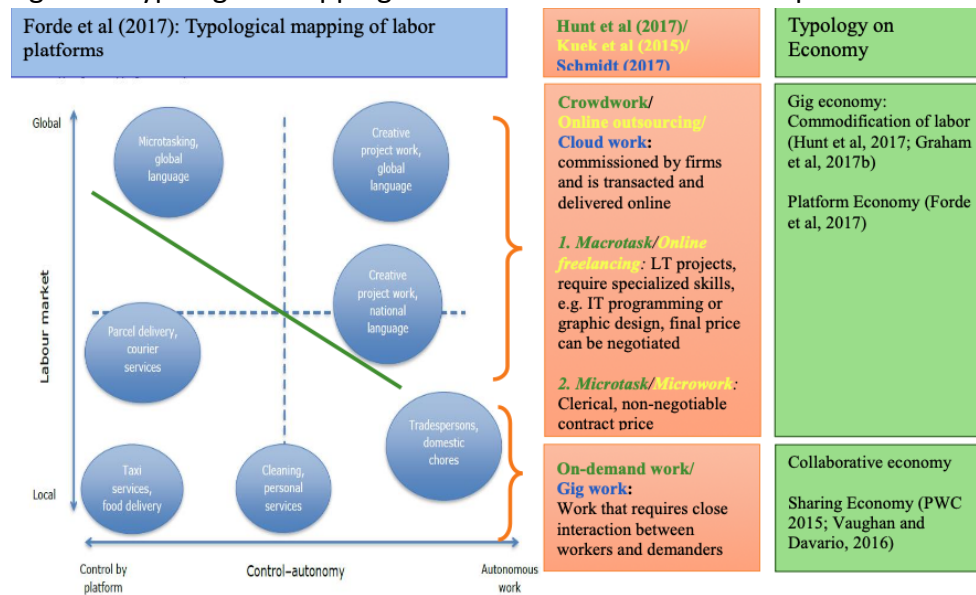 Forde et al (2017): Typological mapping of labor
platforms
Hunt et al (2017)/
Kuek et al (2015)/
Schmidt (2017)
Typology on
Economy
Global
Labour market
Local
Microtasking,
global
language
Creative
project work,
global
language
Creative
project work,
national
language
Parcel delivery,
courier
services
Tradespersons,
domestic
chores
Taxi
services,
food delivery
Cleaning,
personal
services
Control by
platform
Control–autonomy
Autonomous
work
Crowdwork/
Online outsourcing/
Cloud work:
commissioned by firms
and is transacted and
delivered online
1. Macrotask/Online
freelancing: LT projects,
require specialized skills,
e.g. IT programming or
graphic design, final price
can be negotiated
2. Microtask/Microwork:
Clerical, non-negotiable
contract price
On-demand work/
Gig work:
Work that requires close
interaction between
workers and demanders
Gig economy:
Commodification of labor
(Hunt et al, 2017; Graham
et al, 2017b)
Platform Economy (Forde
et al, 2017)
Collaborative economy
Sharing Economy (PWC
2015; Vaughan and
Davario, 2016)